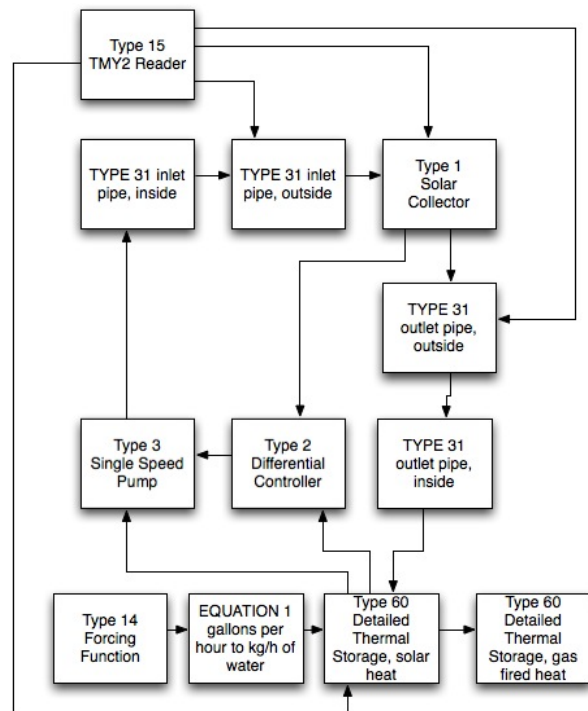 Type 15
TMY2 Reader
TYPE 31 inlet
pipe, inside
TYPE 31 inlet
pipe, outside
Type 1
Solar
Collector
TYPE 31
outlet pipe,
outside
Type 3
Single Speed
Pump
Type 2
Differential
Controller
TYPE 31
outlet pipe,
inside
Type 14
Forcing
Function
EQUATION 1
gallons per
hour to kg/h of
water
Type 60
Detailed
Thermal
Storage, solar
heat
Type 60
Detailed
Thermal
Storage, gas
fired heat